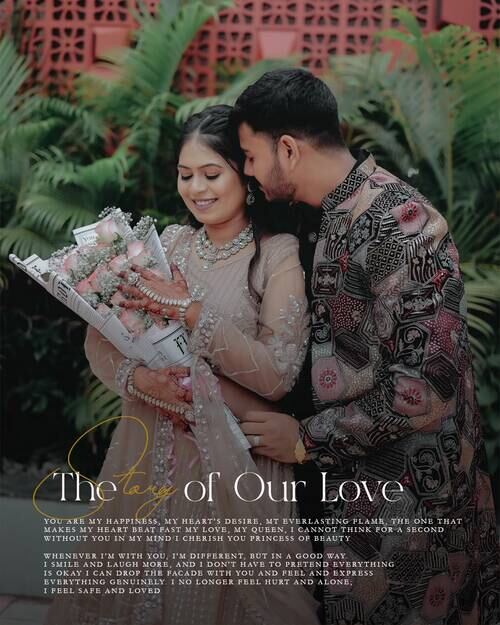 The Story of Our Love
YOU ARE MY HAPPINESS, MY HEART'S DESIRE, MT EVERLASTING FLAME, THE ONE THAT
MAKES MY HEART BEAT FAST MY LOVE, MY QUEEN, I CANNOT THINK FOR A SECOND
WITHOUT YOU IN MY MIND I CHERISH YOU PRINCESS OF BEAUTY
WHENEVER I'M WITH YOU, I'M DIFFERENT, BUT IN A GOOD WAY.
I SMILE AND LAUGH MORE, AND I DON'T HAVE TO PRETEND EVERYTHING
IS OKAY I CAN DROP THE FACADE WITH YOU AND FEEL AND EXPRESS
EVERYTHING GENUINELY. I NO LONGER FEEL HURT AND ALONE;
I FEEL SAFE AND LOVED